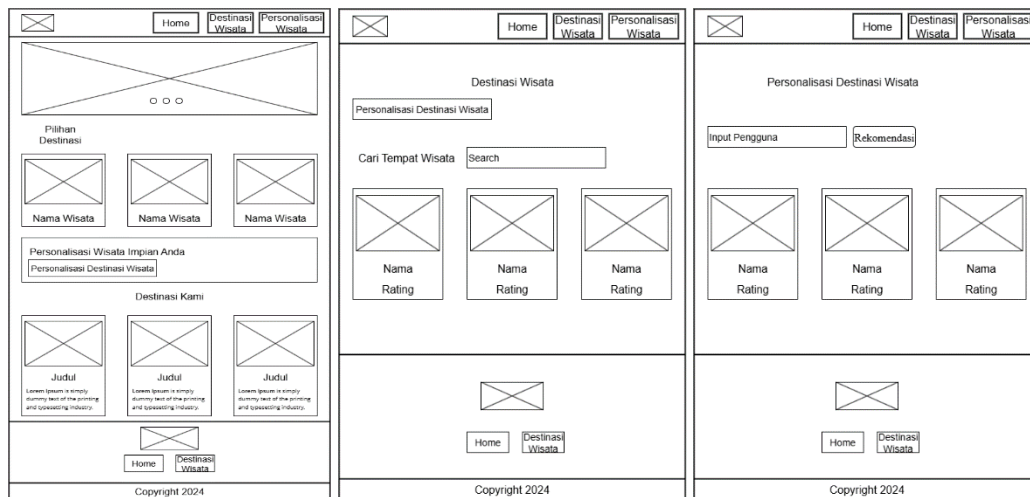 Home
Destinasi
Wisata
Personalisasi
Wisata
Pilihan
Destinasi
Nama Wisata
Nama Wisata
Nama Wisata
Personalisasi Wisata Impian Anda
Personalisasi Destinasi Wisata
Destinasi Kami
Judul
Lorem Ipsum is simply
dummy text of the printing
and typesetting industry.
Judul
Lorem Ipsum is simply
dummy text of the printing
and typesetting industry.
Judul
Lorem Ipsum is simply
dummy text of the printing
and typesetting industry.
Home
Destinasi
Wisata
Copyright 2024
Home
Destinasi
Wisata
Personalisasi
Wisata
Destinasi Wisata
Personalisasi Destinasi Wisata
Cari Tempat Wisata
Search
Nama
Rating
Nama
Rating
Nama
Rating
Home
Destinasi
Wisata
Copyright 2024
Home
Destinasi
Wisata
Personalisasi
Wisata
Personalisasi Destinasi Wisata
Input Pengguna
Rekomendasi
Nama
Rating
Nama
Rating
Nama
Rating
Home
Destinasi
Wisata
Copyright 2024